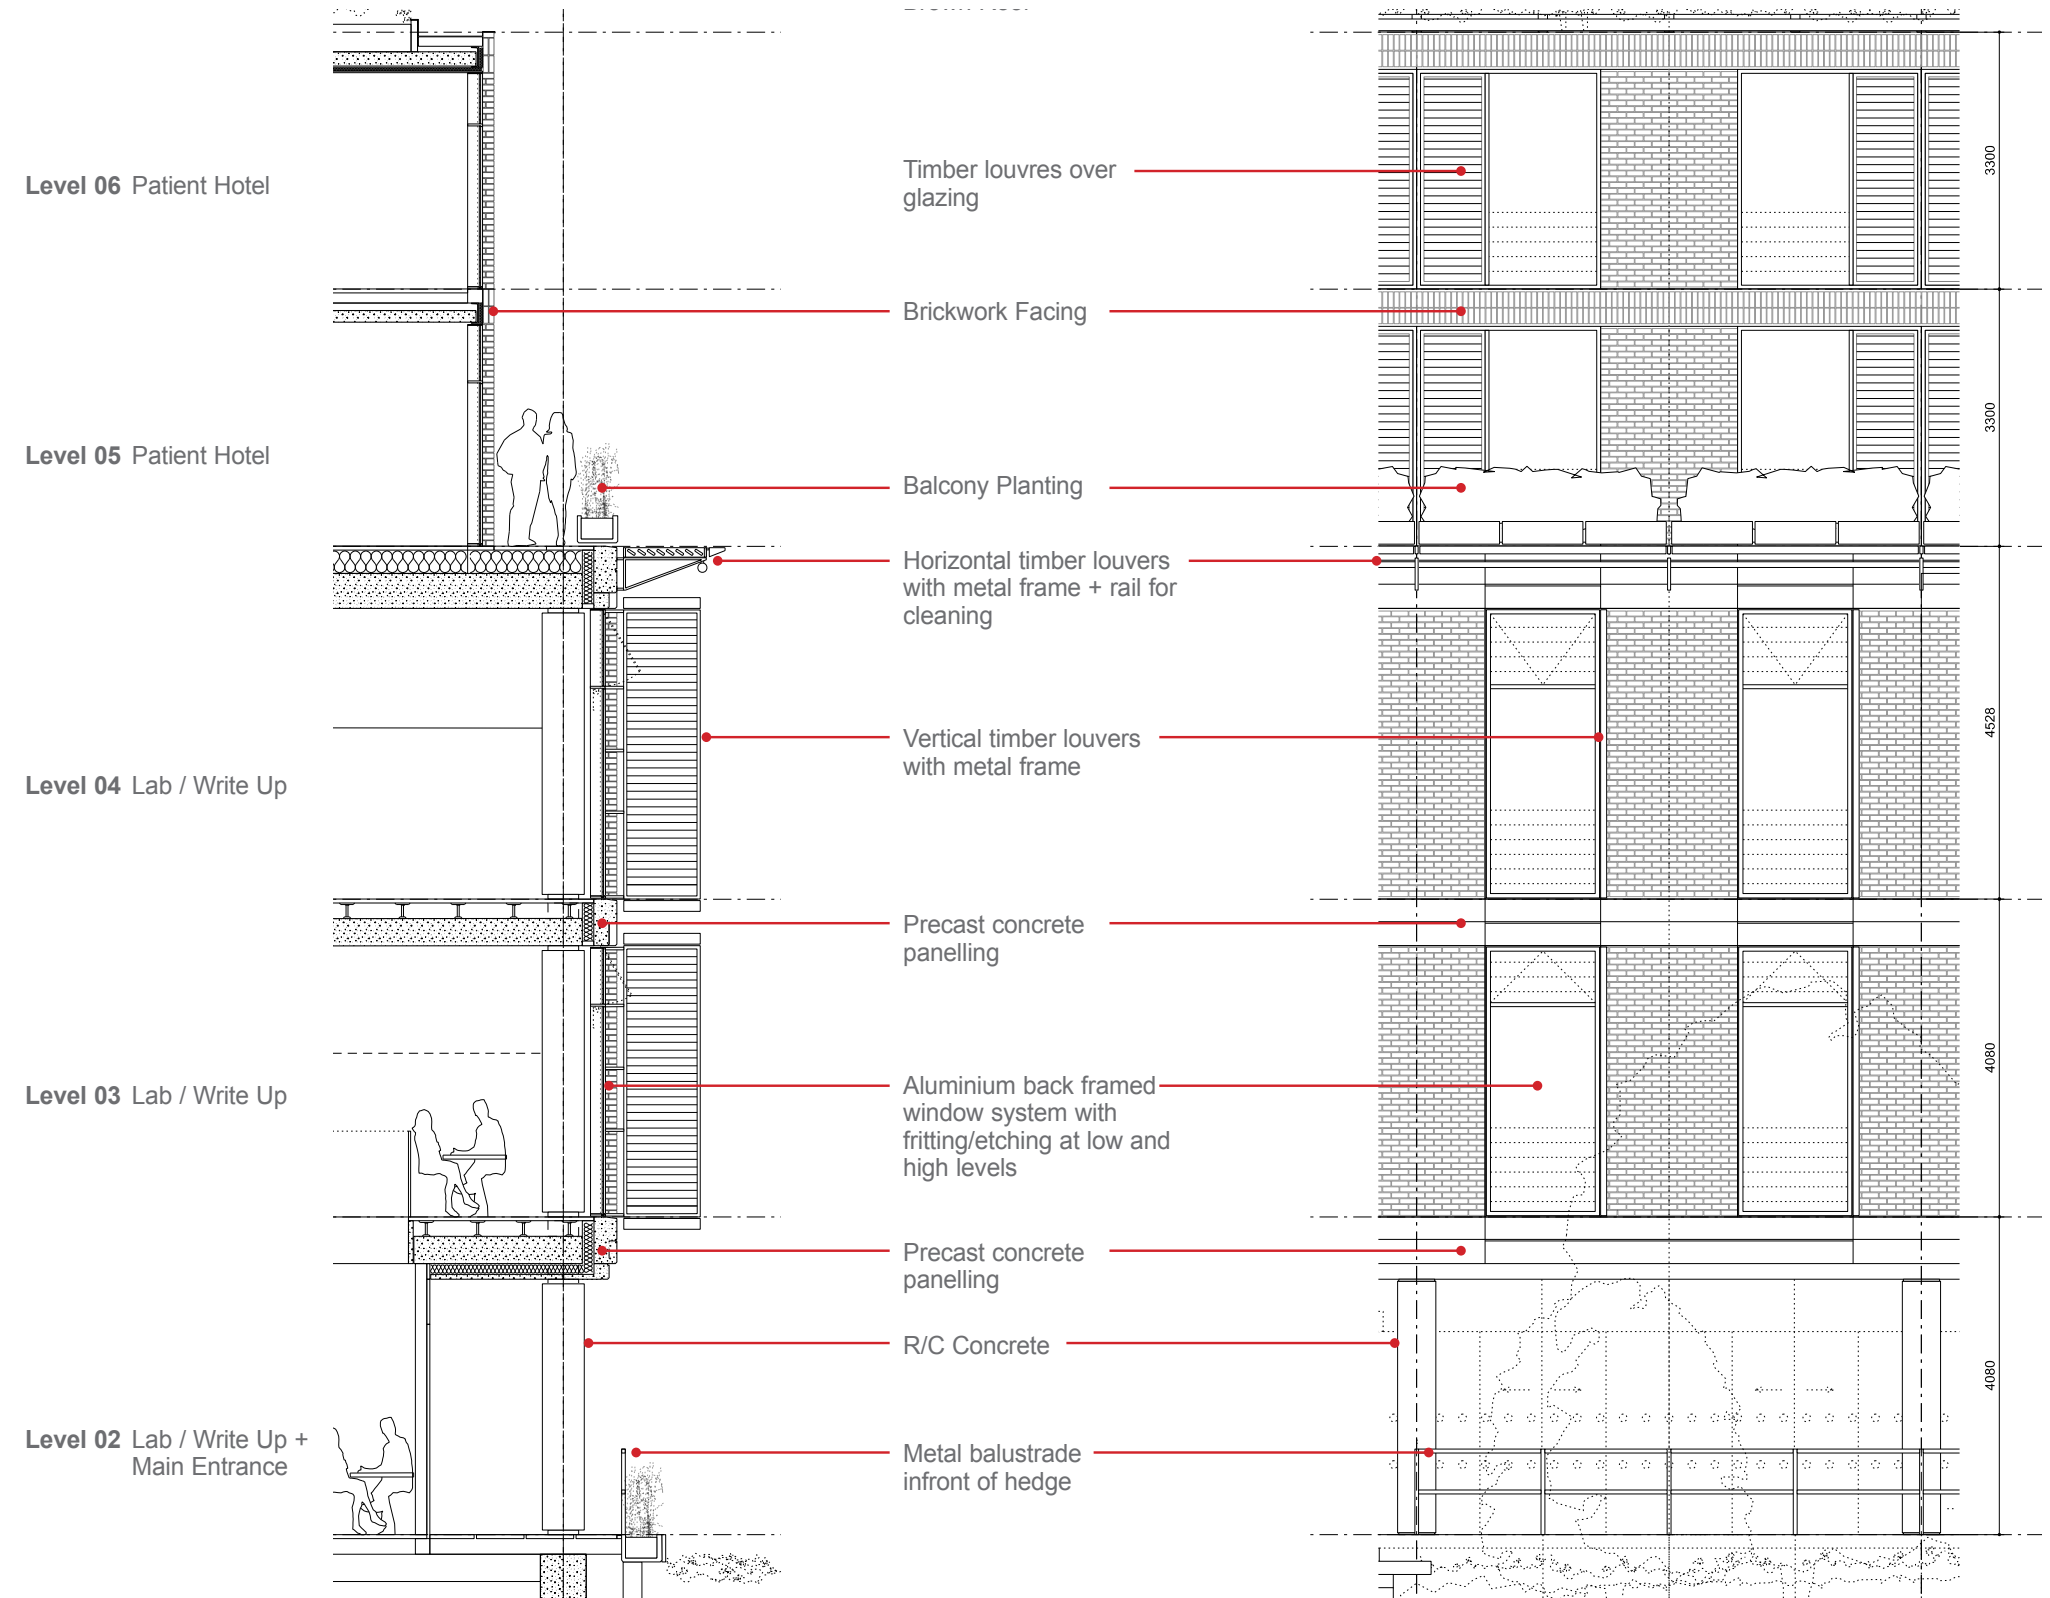 Level 06 Patient Hotel
Timber louvres over
glazing
3300
Brickwork Facing
Level 05 Patient Hotel
3300
Balcony Planting
Horizontal timber louvers
with metal frame + rail for
cleaning
Vertical timber louvers
with metal frame
4528
Level 04 Lab / Write Up
Precast concrete
panelling
Level 03 Lab / Write Up
Aluminium back framed
window system with
fritting/etching at low and
high levels
4080
Precast concrete
panelling
R/C Concrete
4080
Level 02 Lab / Write Up +
Main Entrance
Metal balustrade
infront of hedge